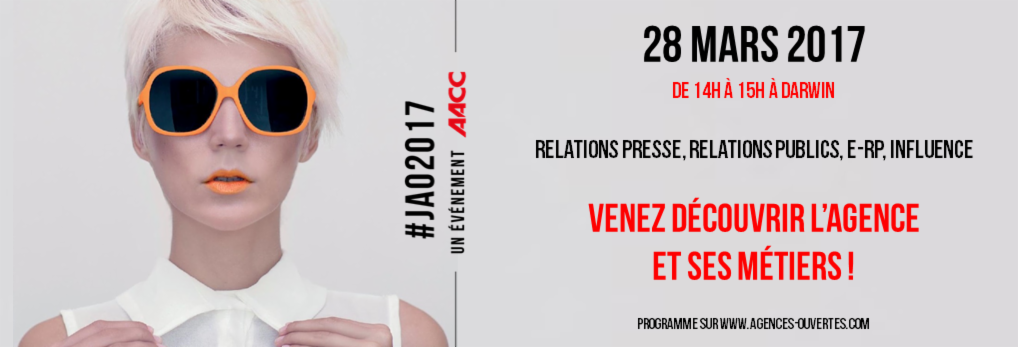 #JAO2017
UN ÉVÉNEMENT AACC
28 MARS 2017
DE 14H À 15H À DARWIN
RELATIONS PRESSE, RELATIONS PUBLICS, E-RP, INFLUENCE
VENEZ DÉCOUVRIR L'AGENCE
ET SES MÉTIERS !
PROGRAMME SUR WWW.AGENCES-OUVERTES.COM